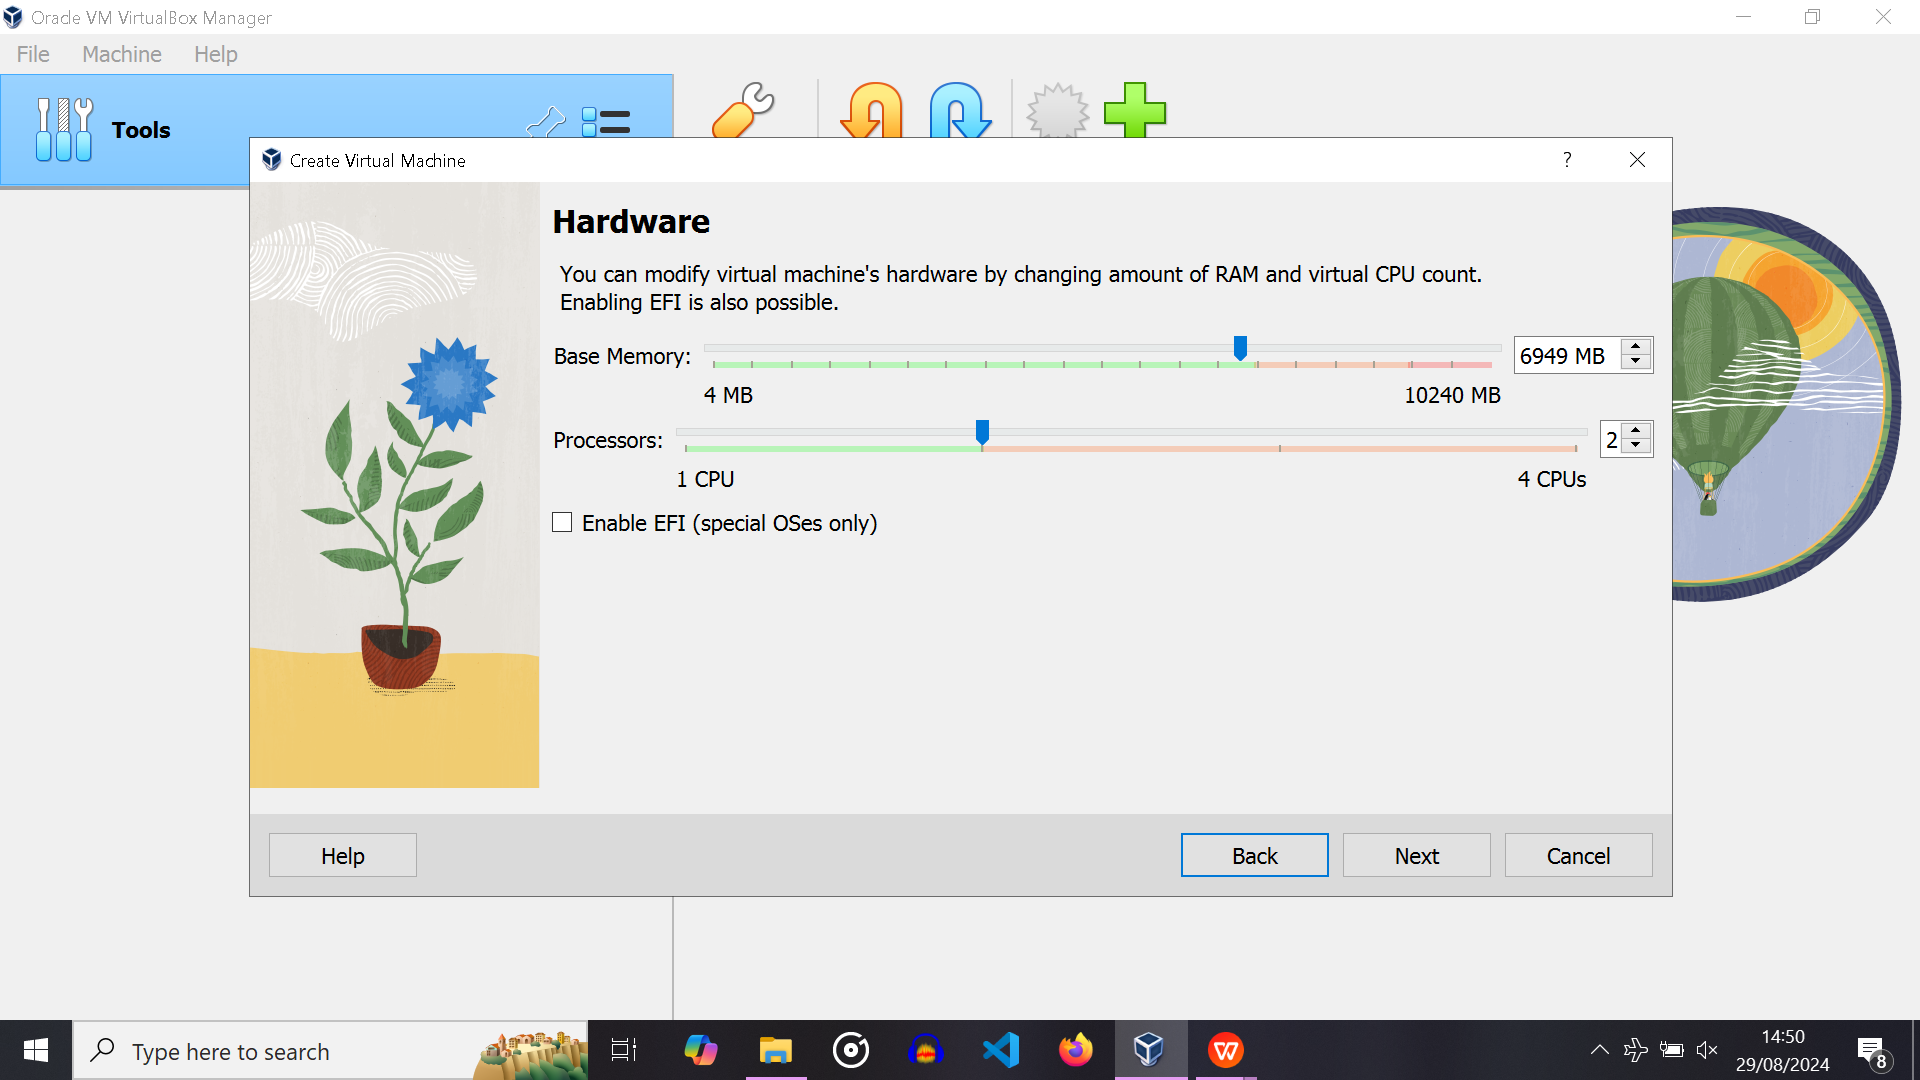 Oracle VM VirtualBox Manager
File Machine Help
Tools
Create Virtual Machine
?
Hardware
You can modify virtual machine's hardware by changing amount of RAM and virtual CPU count.
Enabling EFI is also possible.
Base Memory: 6949 MB
4 MB 10240 MB
Processors: 2
1 CPU 4 CPUs
Enable EFI (special OSes only)
Help Back Next Cancel
Type here to search
14:50
29/08/2024
8